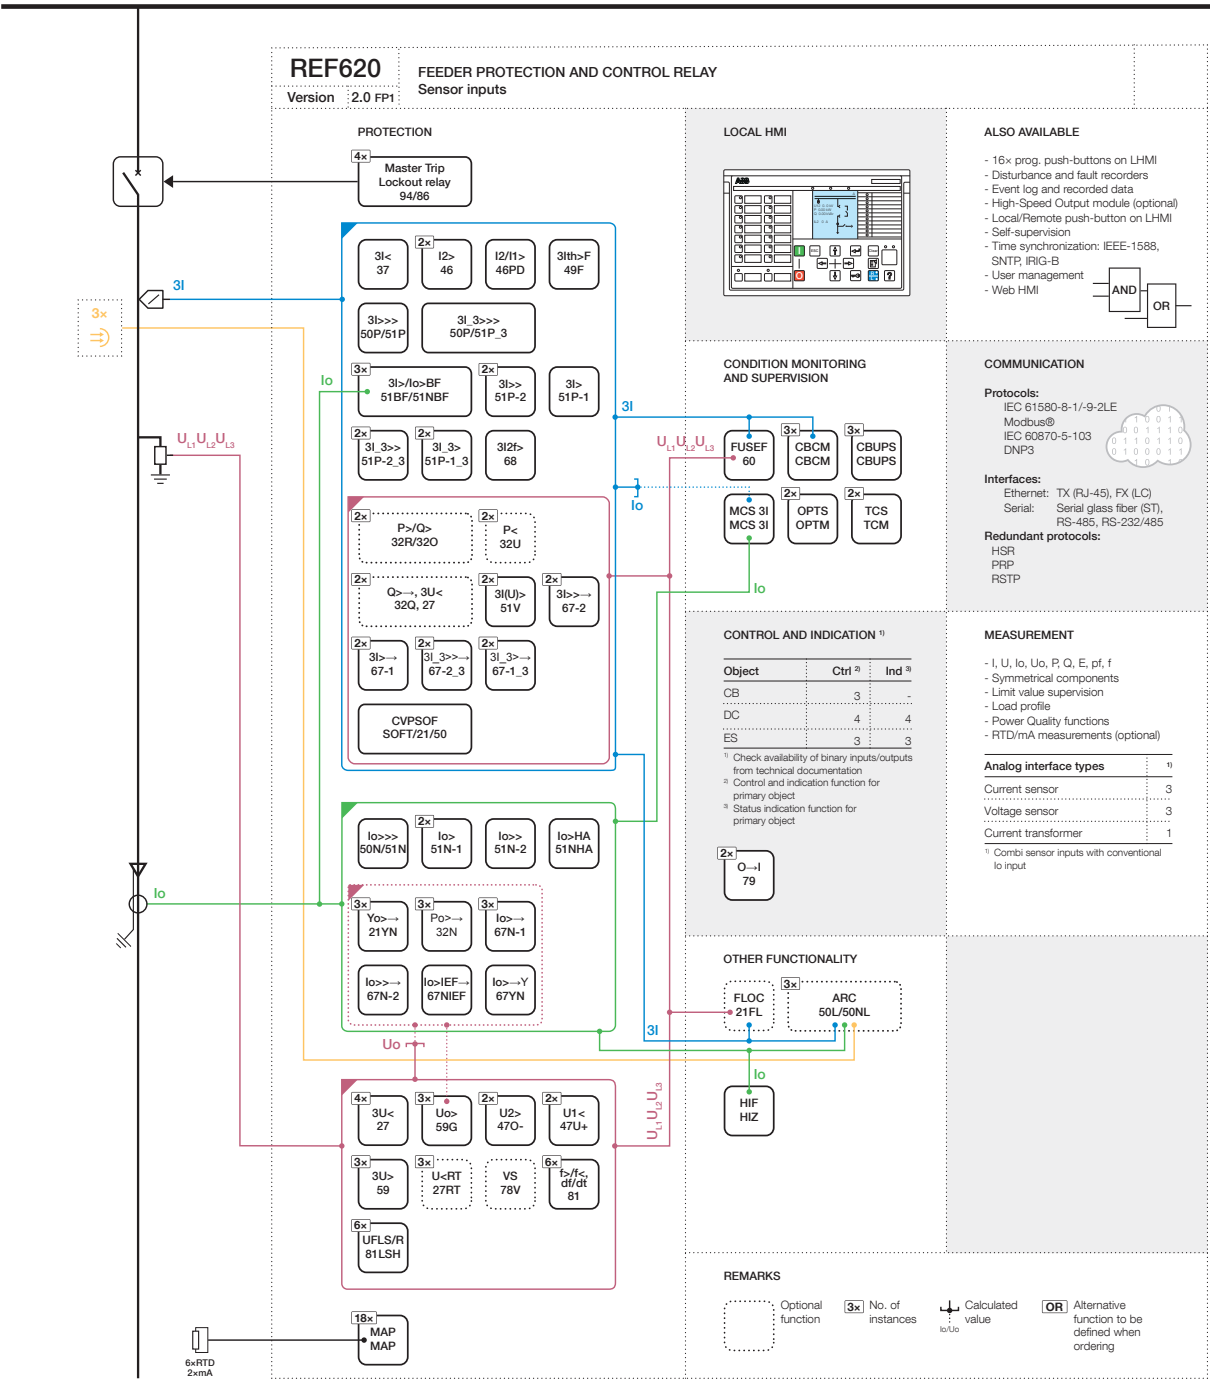 REF620
FEEDER PROTECTION AND CONTROL RELAY
Sensor inputs
Version 2.0 FP1
PROTECTION
4×
Master Trip
Lockout relay
94/86
3I<
37
2×
I2>
46
I2/I1>
46PD
3Ith>F
49F
3I
3×
3I>>>
50P/51P
3I_3>>>
50P/51P_3
Io
3×
3I>/Io>BF
51BF/51NBF
2×
3I>>
51P-2
3I>
51P-1
2×
3I_3>>
51P-2_3
2×
3I_3>
51P-1_3
3I2f>
68
UL1UL2UL3
2×
P>/Q>
32R/32O
2×
P<
32U
2×
Q>→, 3U<
32Q, 27
2×
3I(U)>
51V
2×
3I>>→
67-2
2×
3I>→
67-1
2×
3I_3>>→
67-2_3
2×
3I_3>→
67-1_3
CVPSOF
SOFT/21/50
Io>>>
50N/51N
2×
Io>
51N-1
Io>>
51N-2
Io>HA
51NHA
Io
3×
Yo>→
21YN
3×
Po>→
32N
3×
Io>→
67N-1
Io>>→
67N-2
Io>IEF→
67NIEF
Io>→Y
67YN
Uo
4×
3U<
27
3×
Uo>
59G
2×
U2>
47O-
2×
U1<
47U+
3×
3U>
59
3×
U<RT
27RT
VS
78V
6×
f>/f<,
df/dt
81
6×
UFLS/R
81LSH
18×
MAP
MAP
6×RTD
2×mA
LOCAL HMI
ABB
ALSO AVAILABLE
- 16× prog. push-buttons on LHMI
- Disturbance and fault recorders
- Event log and recorded data
- High-Speed Output module (optional)
- Local/Remote push-button on LHMI
- Self-supervision
- Time synchronization: IEEE-1588,
SNTP, IRIG-B
- User management
- Web HMI
AND
OR
CONDITION MONITORING
AND SUPERVISION
3I
UL1UL2UL3
FUSEF
60
3×
CBCM
CBCM
3×
CBUPS
CBUPS
Io
MCS 3I
MCS 3I
2×
OPTS
OPTM
2×
TCS
TCM
Io
COMMUNICATION
Protocols:
IEC 61580-8-1/-9-2LE
Modbus®
IEC 60870-5-103
DNP3
Interfaces:
Ethernet: TX (RJ-45), FX (LC)
Serial: Serial glass fiber (ST),
RS-485, RS-232/485
Redundant protocols:
HSR
PRP
RSTP
CONTROL AND INDICATION 1)
Object Ctrl 2) Ind 3)
CB 3 -
DC 4 4
ES 3 3
1) Check availability of binary inputs/outputs
from technical documentation
2) Control and indication function for
primary object
3) Status indication function for
primary object
2×
O→I
79
MEASUREMENT
- I, U, Io, Uo, P, Q, E, pf, f
- Symmetrical components
- Limit value supervision
- Load profile
- Power Quality functions
- RTD/mA measurements (optional)
Analog interface types 1)
Current sensor 3
Voltage sensor 3
Current transformer 1
1) Combi sensor inputs with conventional
Io input
OTHER FUNCTIONALITY
FLOC
21FL
3×
ARC
50L/50NL
3I
Io
UL1UL2UL3
HIF
HIZ
REMARKS
Optional
function
3× No. of
instances
Io/Uo
Calculated
value
OR Alternative
function to be
defined when
ordering